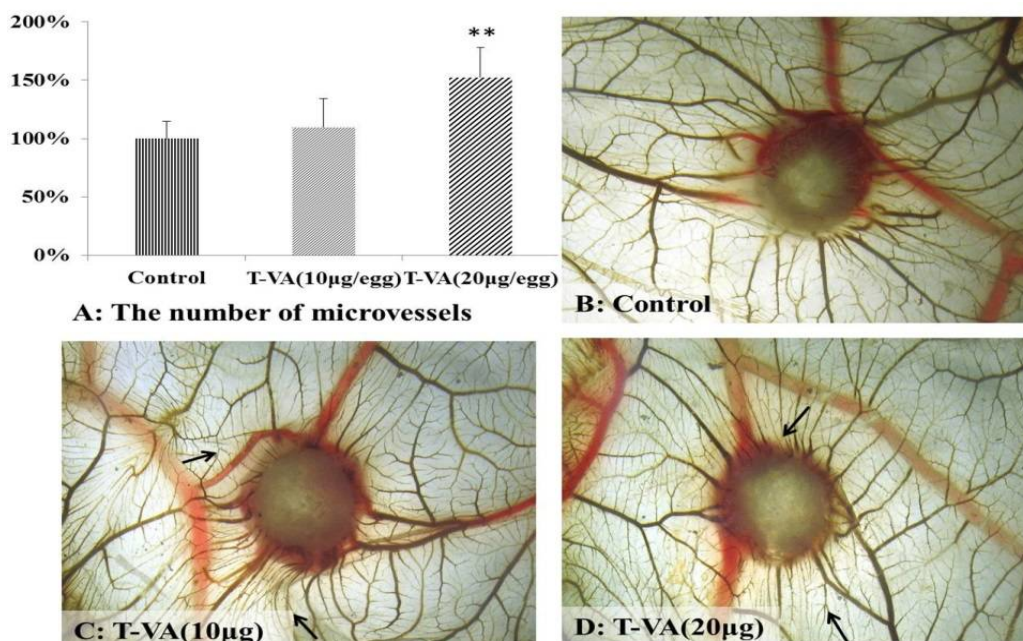 200%
**
150%
100%
50%
0%
Control T-VA(10µg/egg) T-VA(20µg/egg)
A: The number of microvessels
B: Control
C: T-VA(10µg)
D: T-VA(20µg)